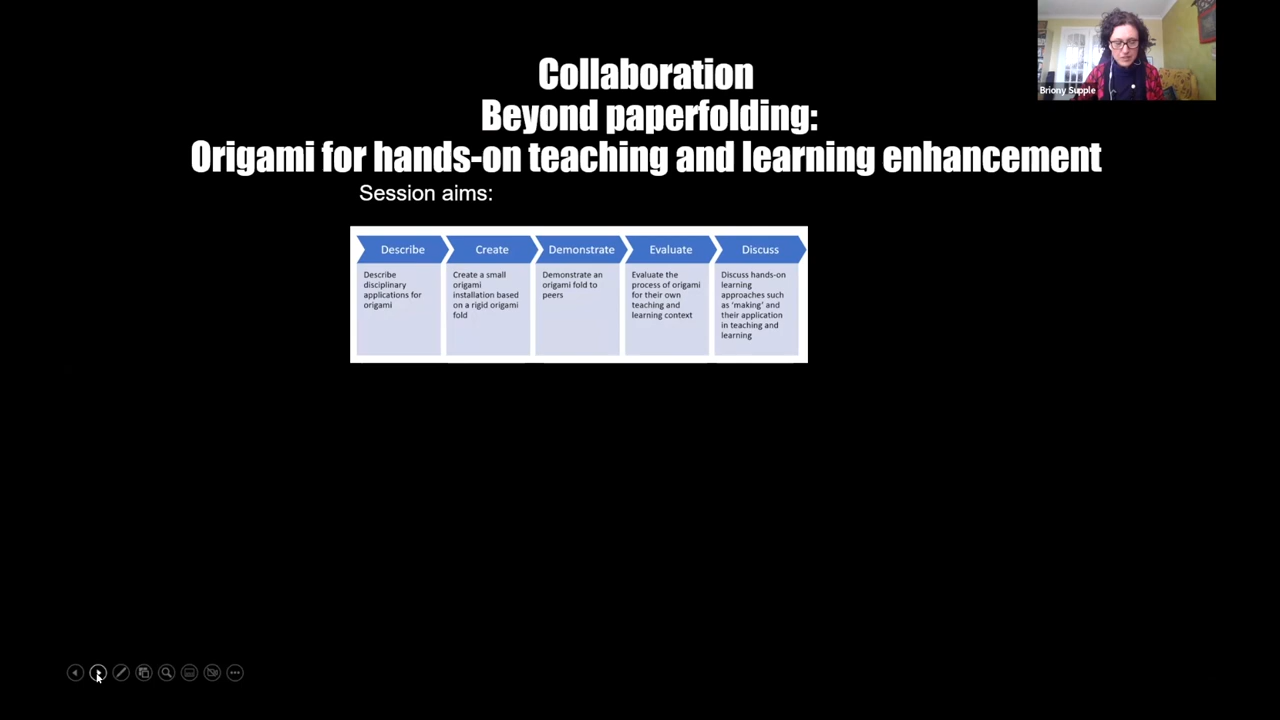 Collaboration
Beyond paperfolding:
Origami for hands-on teaching and learning enhancement
Briony Supple
Session aims:
Describe
Describe
disciplinary
applications for
origami
Create
Create a small
origami
installation based
on a rigid origami
fold
Demonstrate
Demonstrate an
origami fold to
peers
Evaluate
Evaluate the
process of origami
for their own
teaching and
learning context
Discuss
Discuss hands-on
learning
approaches such
as 'making' and
their application
in teaching and
learning